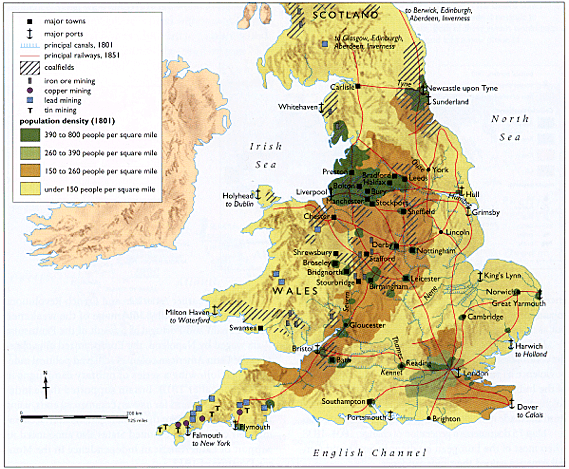 major towns
major ports
principal canals, 1801
principal railways, 1851
coalfields
iron ore mining
copper mining
lead mining
tin mining
population density (1801)
390 to 800 people per square mile
260 to 390 people per square mile
150 to 260 people per square mile
under 150 people per square mile
SCOTLAND
to Berwick, Edinburgh,
Aberdeen, Inverness
to Glasgow, Edinburgh,
Aberdeen, Inverness
Carlisle
Tyne
Newcastle upon Tyne
Sunderland
Whitehaven
North
Sea
Irish
Sea
Ouse
York
Preston
Bradford
Leeds
Halifax
Bolton
Bury
Hull
Humber
Holyhead
to Dublin
Liverpool
Manchester
Stockport
Grimsby
Sheffield
Chester
Lincoln
Derby
Nottingham
Shrewsbury
Stafford
Broseley
King's Lynn
Bridgnorth
Leicester
Norwich
Stourbridge
Birmingham
WALES
Nene
Great Yarmouth
Severn
Cambridge
Milton Haven
to Waterford
Gloucester
Swansea
Harwich
to Holland
Bristol
Thames
Bath
Reading
Kennet
London
Southampton
Dover
to Calais
Portsmouth
Brighton
Plymouth
Falmouth
to New York
N
200 km
125 miles
English Channel